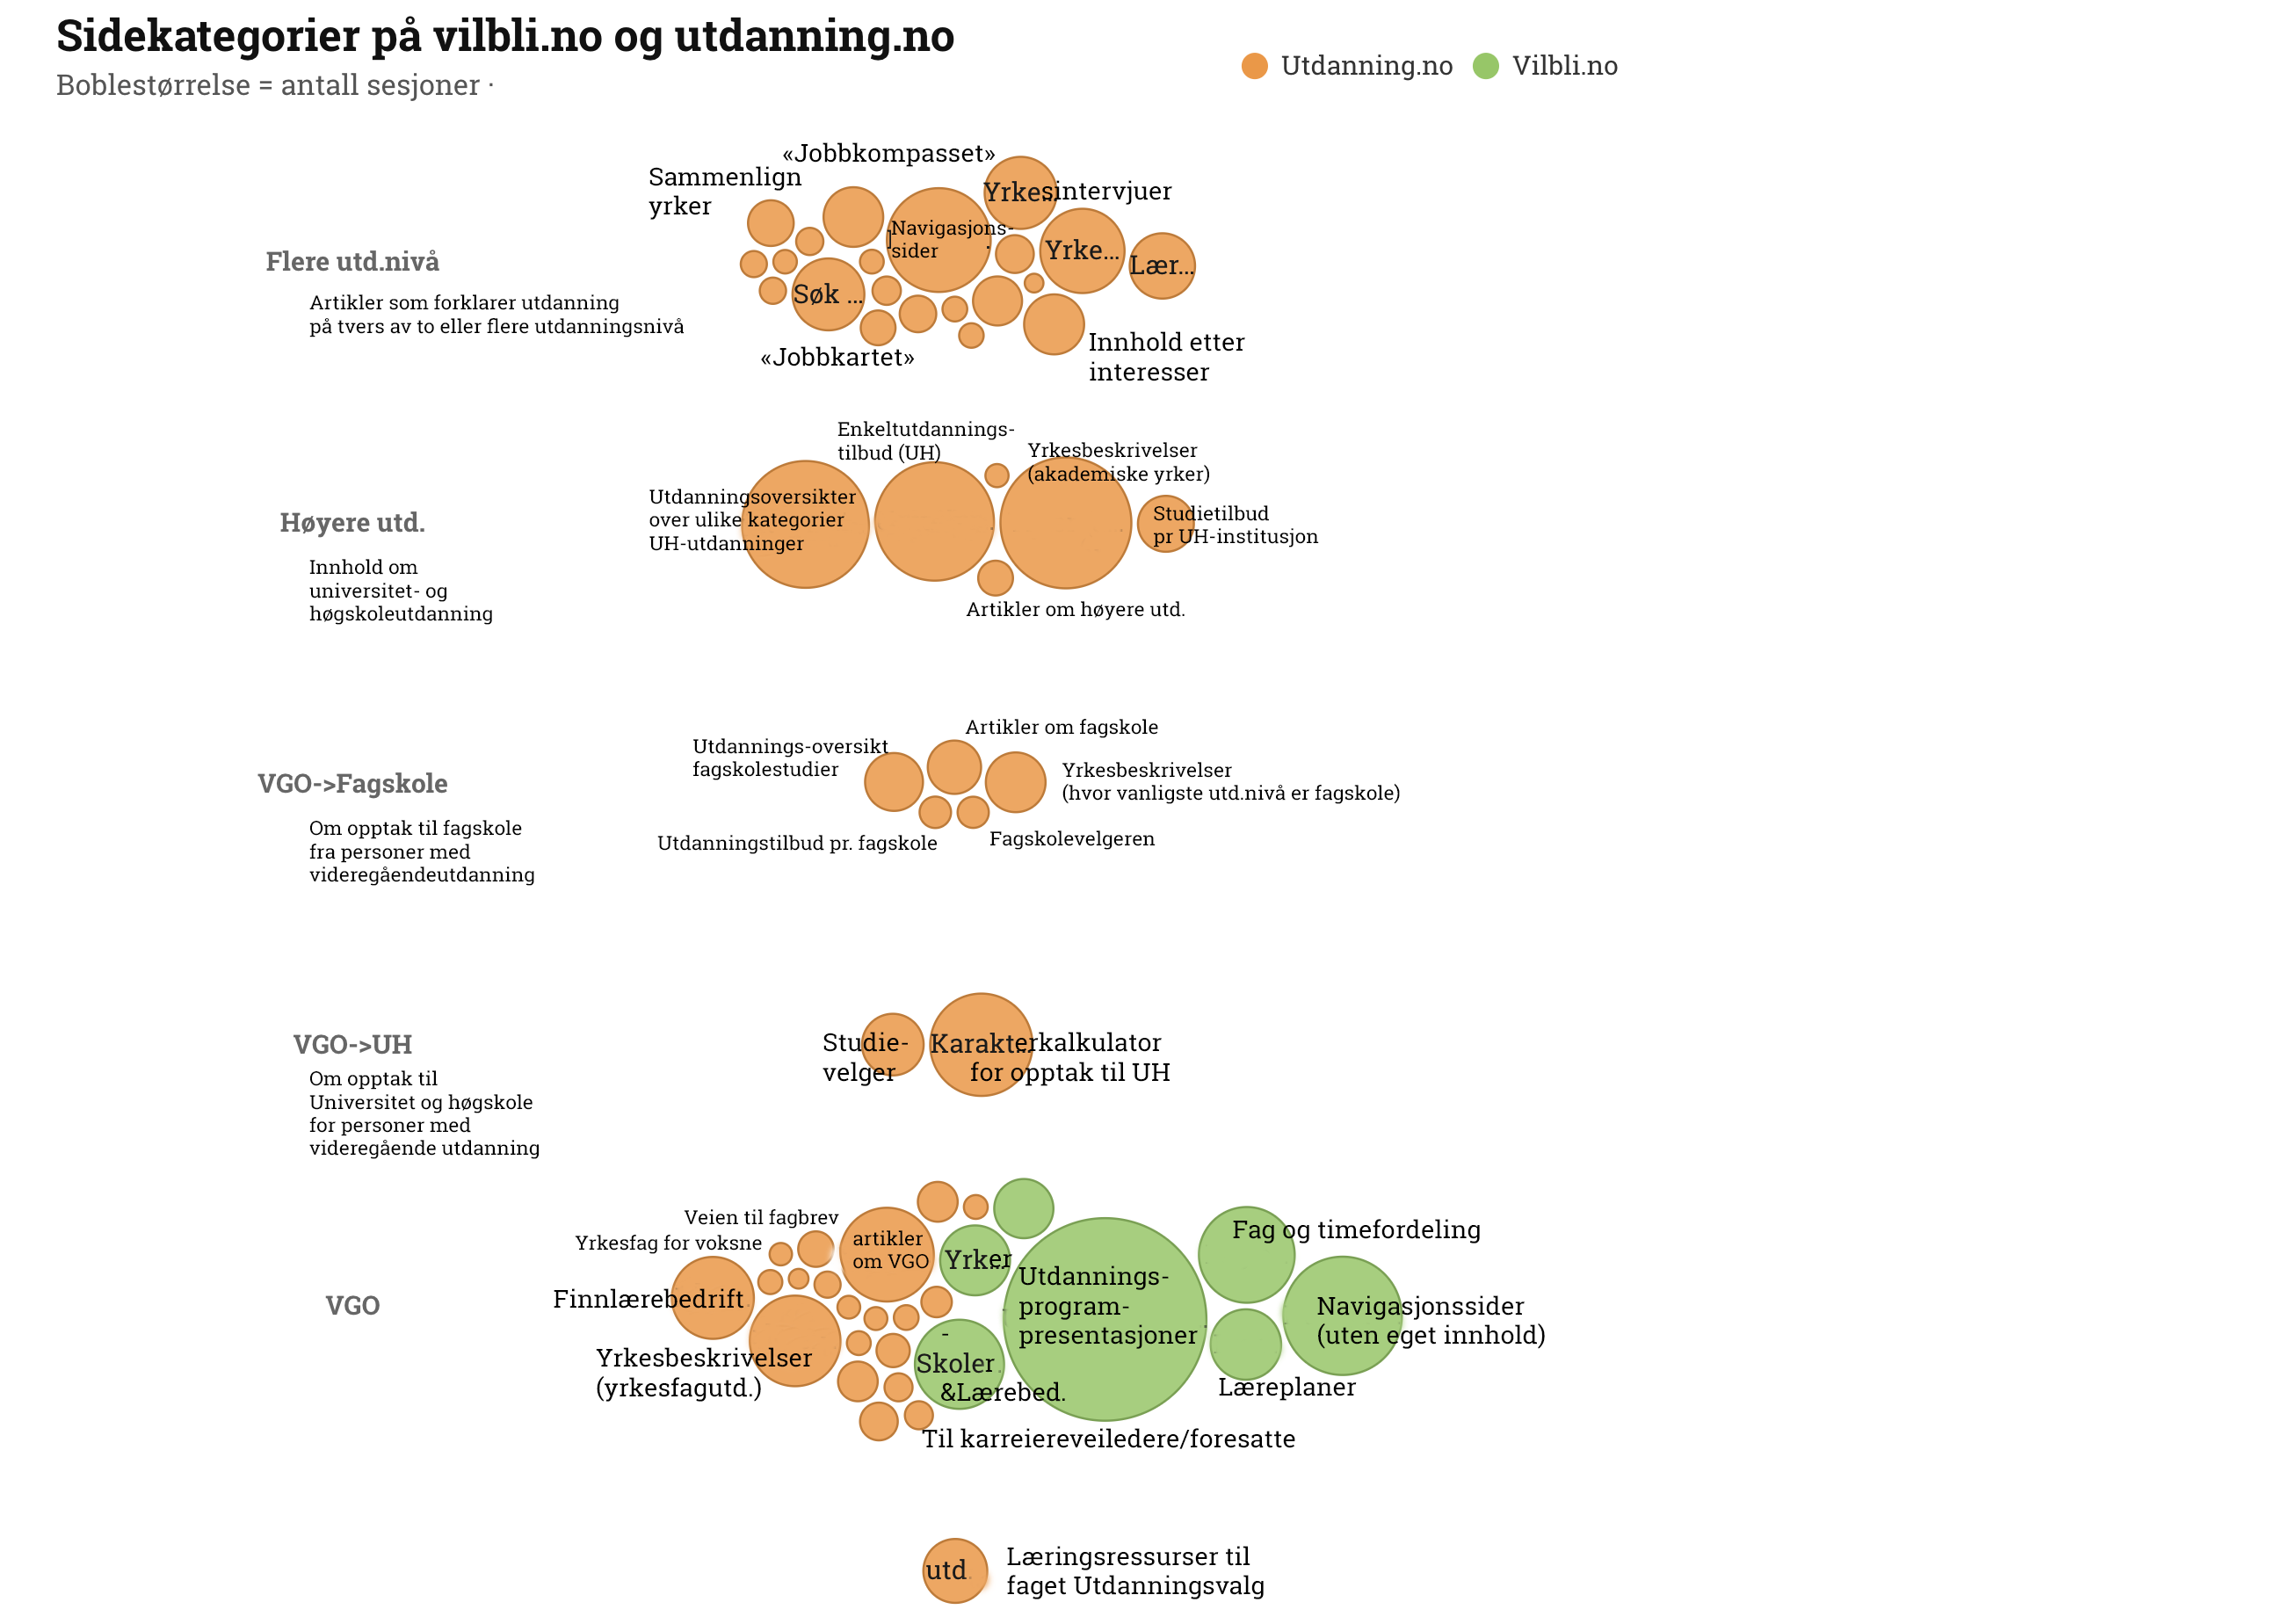 Sidekategorier på vilbli.no og utdanning.no
Boblestørrelse = antall sesjoner ·
Utdanning.no
Vilbli.no
Flere utd.nivå
Artikler som forklarer utdanning
på tvers av to eller flere utdanningsnivå
«Jobbkompasset»
Sammenlign
yrker
Yrkesintervjuer
Navigasjons-
sider
Yrke...
Lær...
Søk ...
«Jobbkartet»
Innhold etter
interesser
Høyere utd.
Innhold om
universitet- og
høgskoleutdanning
Enkeltutdannings-
tilbud (UH)
Yrkesbeskrivelser
(akademiske yrker)
Utdanningsoversikter
over ulike kategorier
UH-utdanninger
Studietilbud
pr UH-institusjon
Artikler om høyere utd.
VGO->Fagskole
Om opptak til fagskole
fra personer med
videregåendeutdanning
Artikler om fagskole
Utdannings-oversikt
fagskolestudier
Yrkesbeskrivelser
(hvor vanligste utd.nivå er fagskole)
Utdanningstilbud pr. fagskole
Fagskolevelgeren
VGO->UH
Om opptak til
Universitet og høgskole
for personer med
videregående utdanning
Studie-
velger
Karakterkalkulator
for opptak til UH
VGO
Veien til fagbrev
Yrkesfag for voksne
Finnlærebedrift
Yrkesbeskrivelser
(yrkesfagutd.)
artikler
om VGO
Yrker
Utdannings-
program-
presentasjoner
Skoler
&Lærebed.
Fag og timefordeling
Navigasjonssider
(uten eget innhold)
Læreplaner
Til karreiereveiledere/foresatte
utd.
Læringsressurser til
faget Utdanningsvalg